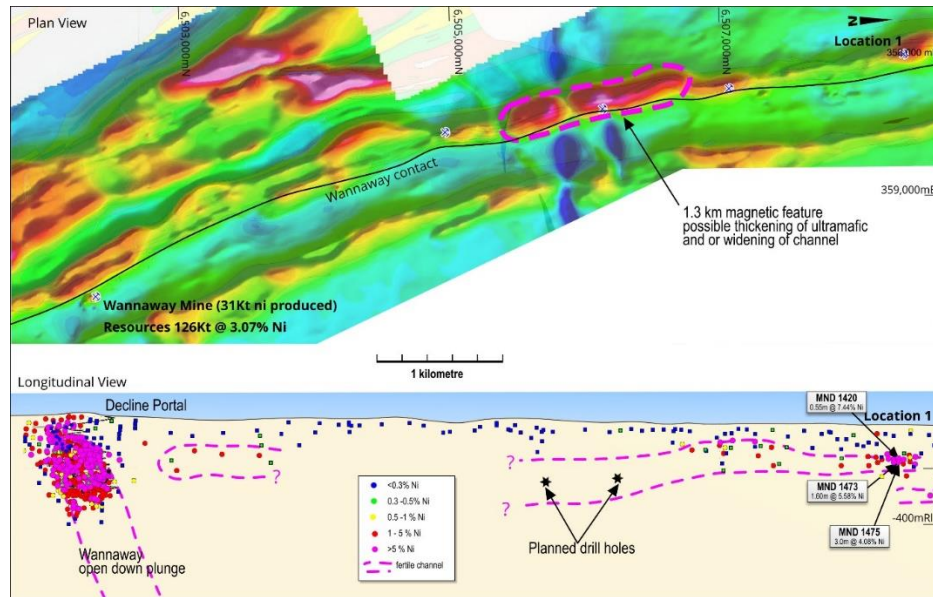 Plan View
6,503,000mN
6,505,000mN
6,507,000mN
N
Location 1
358,000 mE
Wannaway contact
359,000mE
1.3 km magnetic feature
possible thickening of ultramafic
and or widening of channel
Wannaway Mine (31Kt ni produced)
Resources 126Kt @ 3.07% Ni
1 kilometre
Longitudinal View
Decline Portal
MND 1420
0.55m @ 7.44% Ni
Location 1
?
?
?
<0.3% Ni
0.3 -0.5% Ni
0.5 -1 % Ni
1 - 5 % Ni
>5 % Ni
fertile channel
MND 1473
1.60m @ 5.58% Ni
MND 1475
3.0m @ 4.08% Ni
-400mRl
Planned drill holes
Wannaway
open down plunge